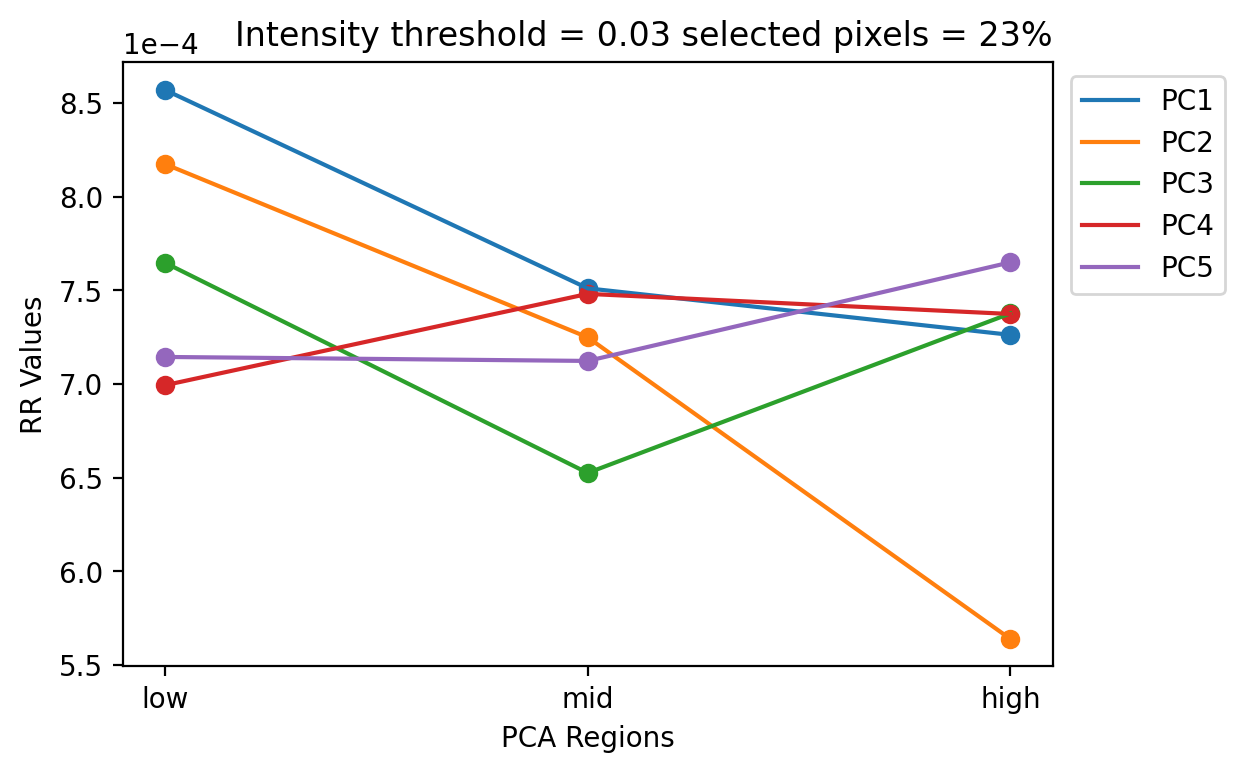 Intensity threshold = 0.03 selected pixels = 23%
1e−4
8.5
8.0
7.5
7.0
6.5
6.0
5.5
RR Values
low
mid
high
PCA Regions
PC1
PC2
PC3
PC4
PC5